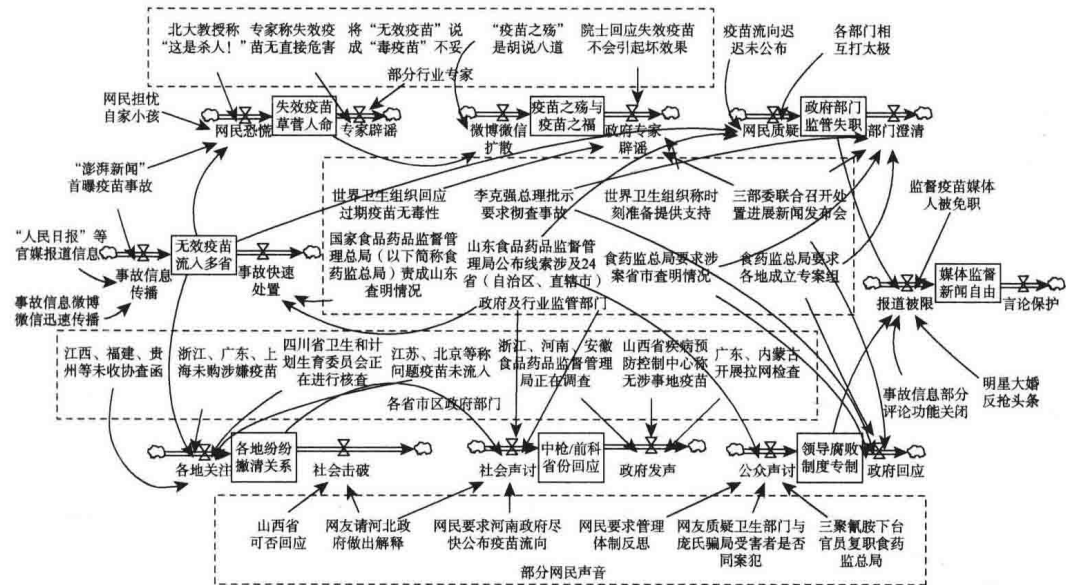 北大教授称
“这是杀人！”
专家称失效疫
苗无直接危害
将“无效疫苗”说
成“毒疫苗”不妥
“疫苗之殇”
是胡说八道
院士回应失效疫苗
不会引起坏效果
部分行业专家
疫苗流向迟
迟未公布
各部门相
互打太极
网民担忧
自家小孩
网民恐慌
失效疫苗
草菅人命
专家辟谣
微博微信
扩散
疫苗之殇与
疫苗之福
政府专家
辟谣
网民质疑
政府部门
监管失职
部门澄清
“澎湃新闻”
首曝疫苗事故
世界卫生组织回应
过期疫苗无毒性
李克强总理批示
要求彻查事故
世界卫生组织称时
刻准备提供支持
三部委联合召开处
置进展新闻发布会
监督疫苗媒体
人被免职
“人民日报”等
官媒报道信息
事故信息
传播
无效疫苗
流入多省
事故快速
处置
国家食品药品监督管
理总局（以下简称食
药监总局）责成山东
查明情况
山东食品药品监督管
理局公布线索涉及24
省（自治区、直辖市）
食药监总局要求涉
案省市查明情况
食药监总局要求
各地成立专案组
政府及行业监管部门
报道被限
媒体监督
新闻自由
言论保护
事故信息微博
微信迅速传播
江西、福建、贵
州等未收协查函
浙江、广东、上
海未购涉嫌疫苗
四川省卫生和计
划生育委员会正
在进行核查
江苏、北京等称
问题疫苗未流入
浙江、河南、安徽
食品药品监督管理
局正在调查
山西省疾病预
防控制中心称
无涉事地疫苗
广东、内蒙古
开展拉网检查
各省市区政府部门
事故信息部分
评论功能关闭
明星大婚
反抢头条
各地关注
各地纷纷
撇清关系
社会击破
社会声讨
中枪/前科
省份回应
政府发声
公众声讨
领导腐败
制度专制
政府回应
山西省
可否回应
网友请河北政
府做出解释
网民要求河南政府尽
快公布疫苗流向
网民要求管理
体制反思
网友质疑卫生部门与
庞氏骗局受害者是否
同案犯
三聚氰胺下台
官员复职食药
监总局
部分网民声音